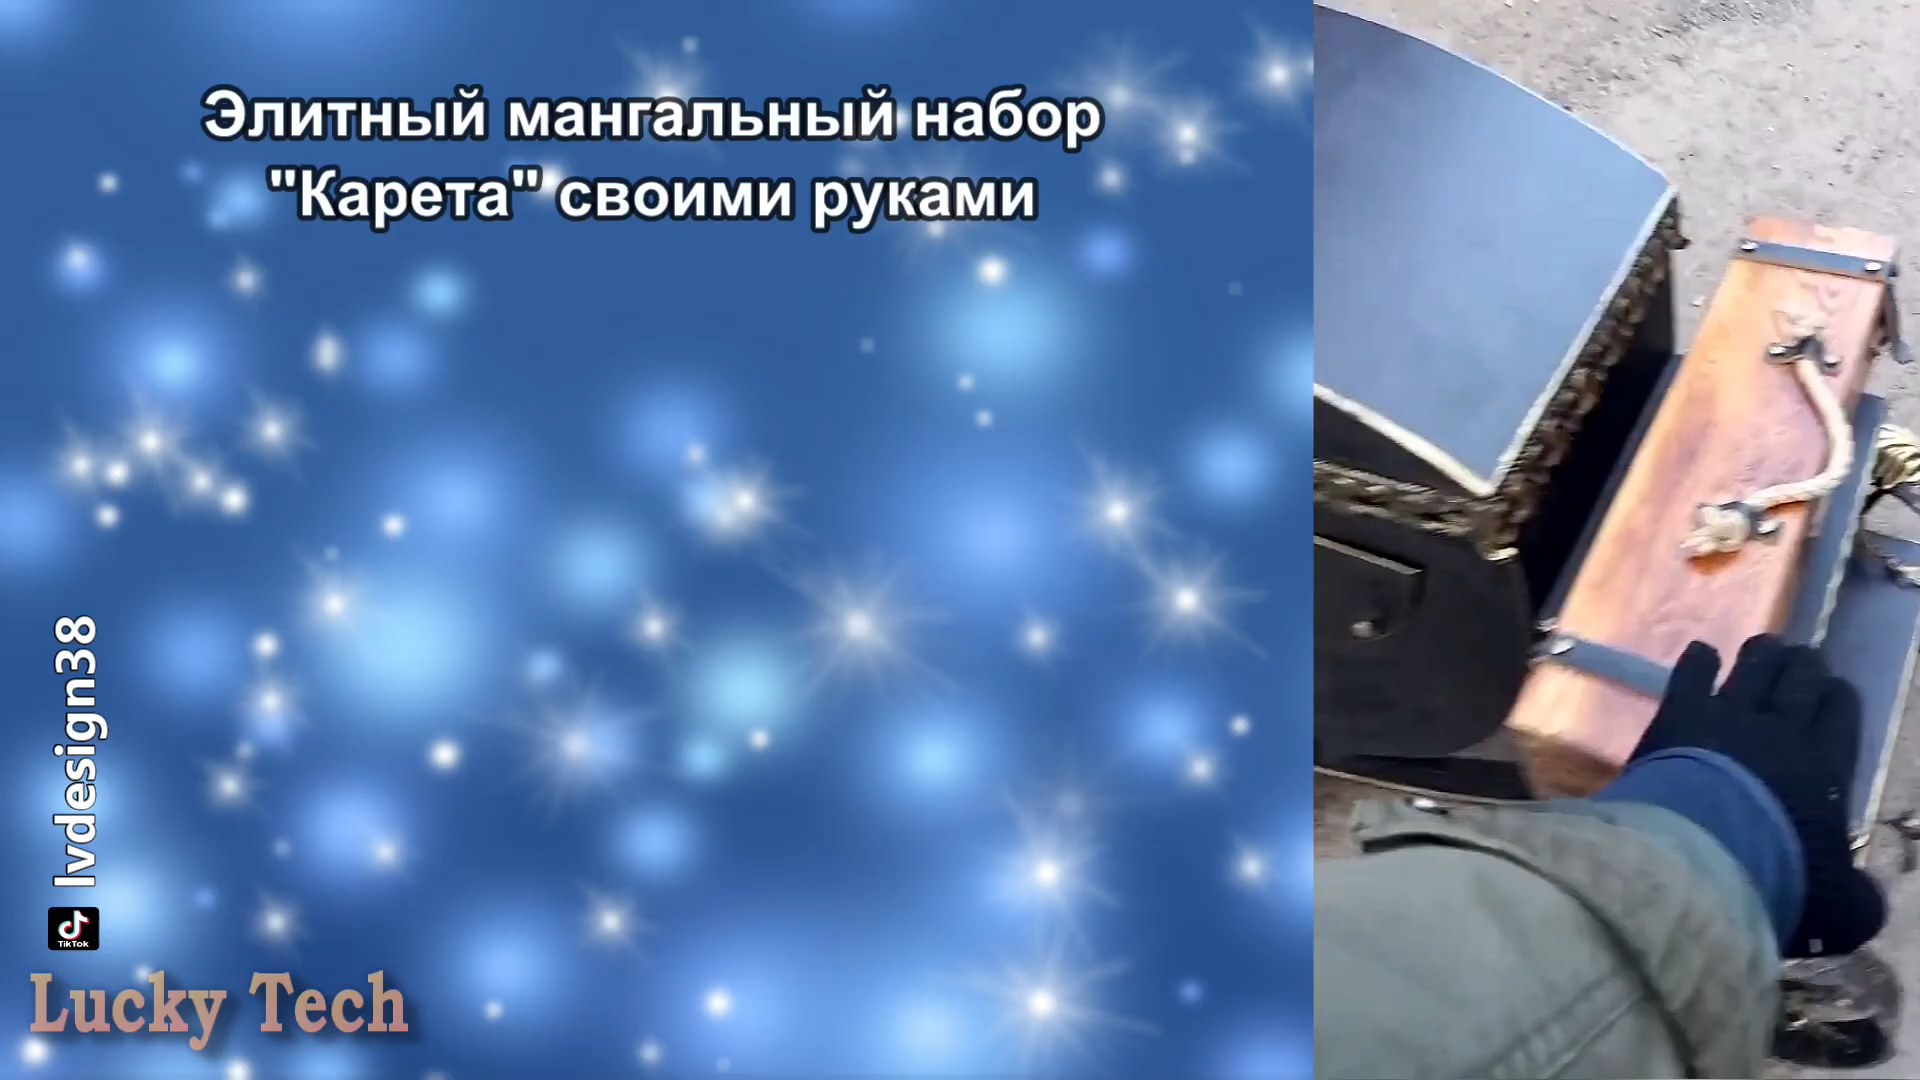 Элитный мангальный набор
"Карета" своими руками
lvdesign38
TikTok
Lucky Tech